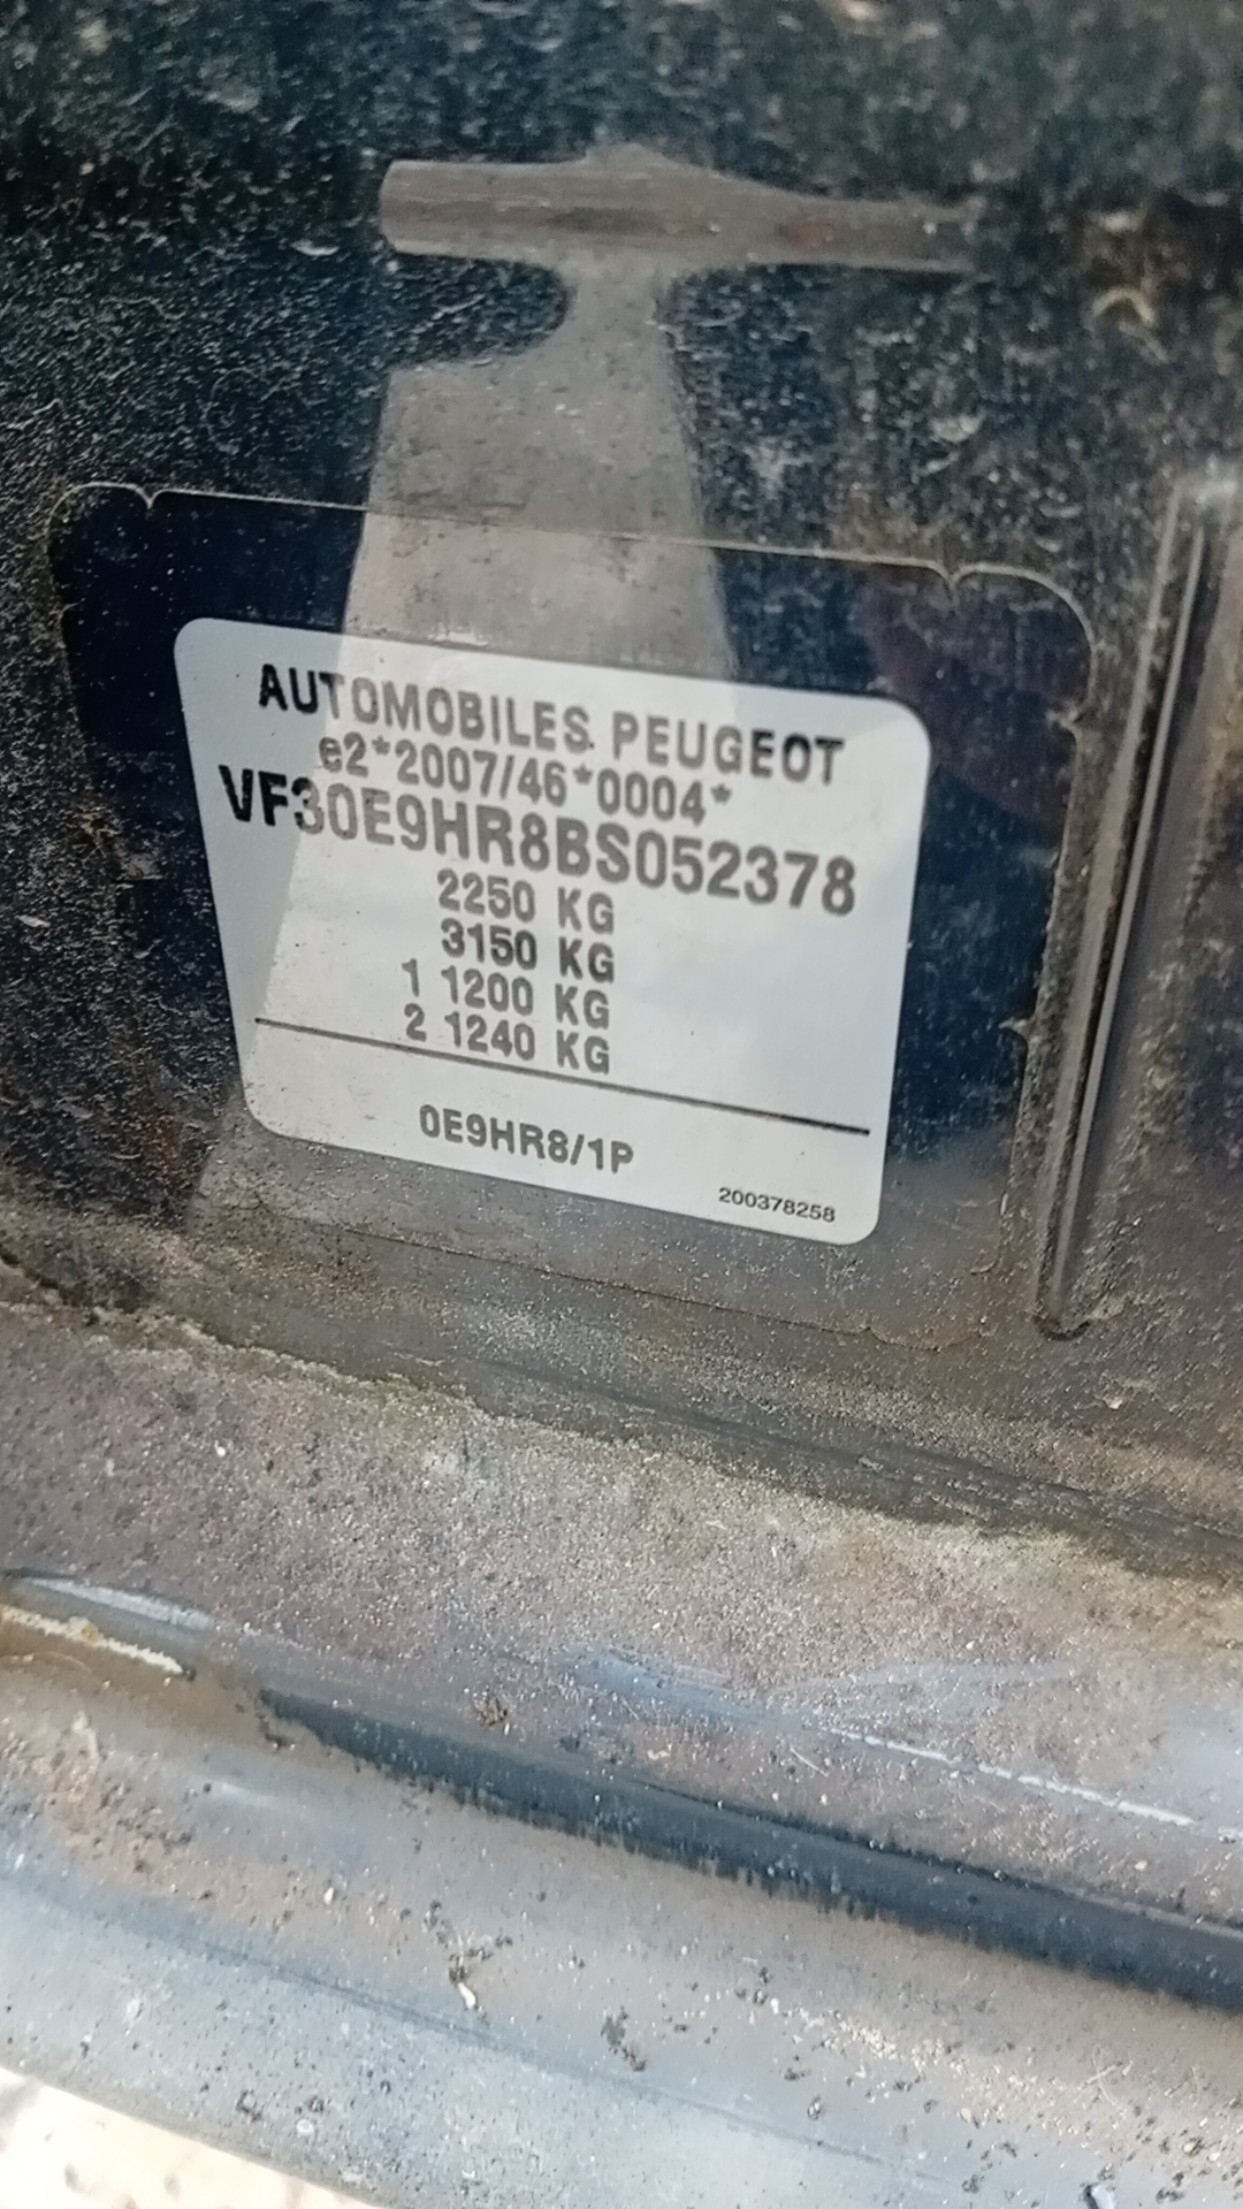 AUTOMOBILES PEUGEOT
e2*2007/46*0004*
VF30E9HR8BS052378
2250 KG
3150 KG
1 1200 KG
2 1240 KG
0E9HR8/1P
200378258